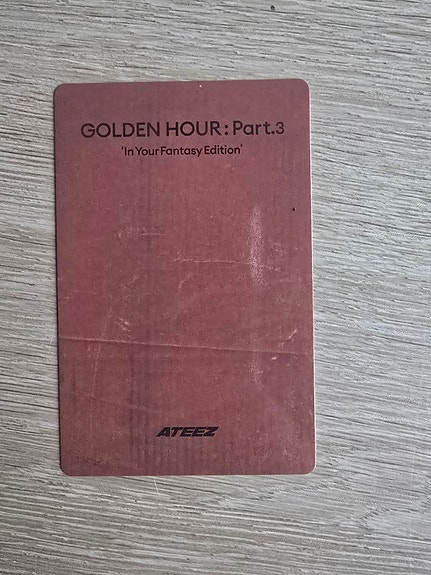 GOLDEN HOUR : Part.3
'In Your Fantasy Edition'
ATEEZ